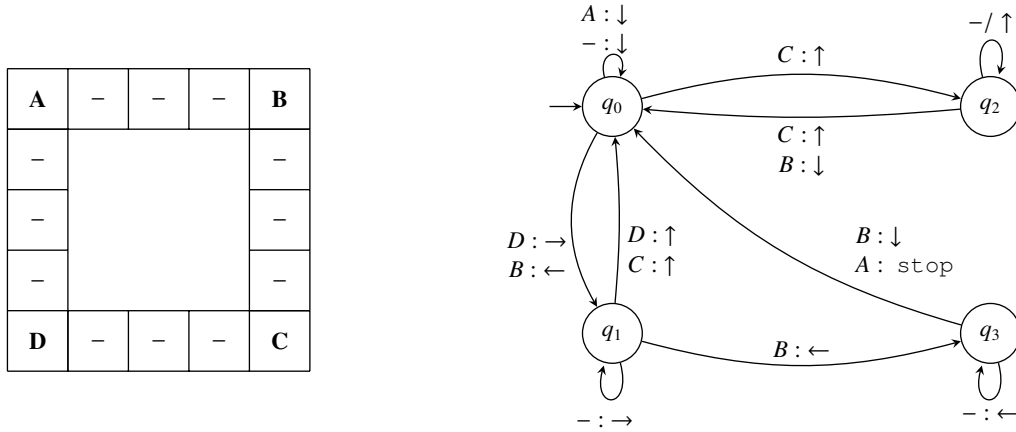 A – – – B
– –
– –
– –
D – – – C
A : ↓
– : ↓
q0
C : ↑
C : ↑
B : ↓
–/ ↑
q2
D : →
B : ←
D : ↑
C : ↑
B : ↓
A : stop
q1
B : ←
q3
– : →
– : ←